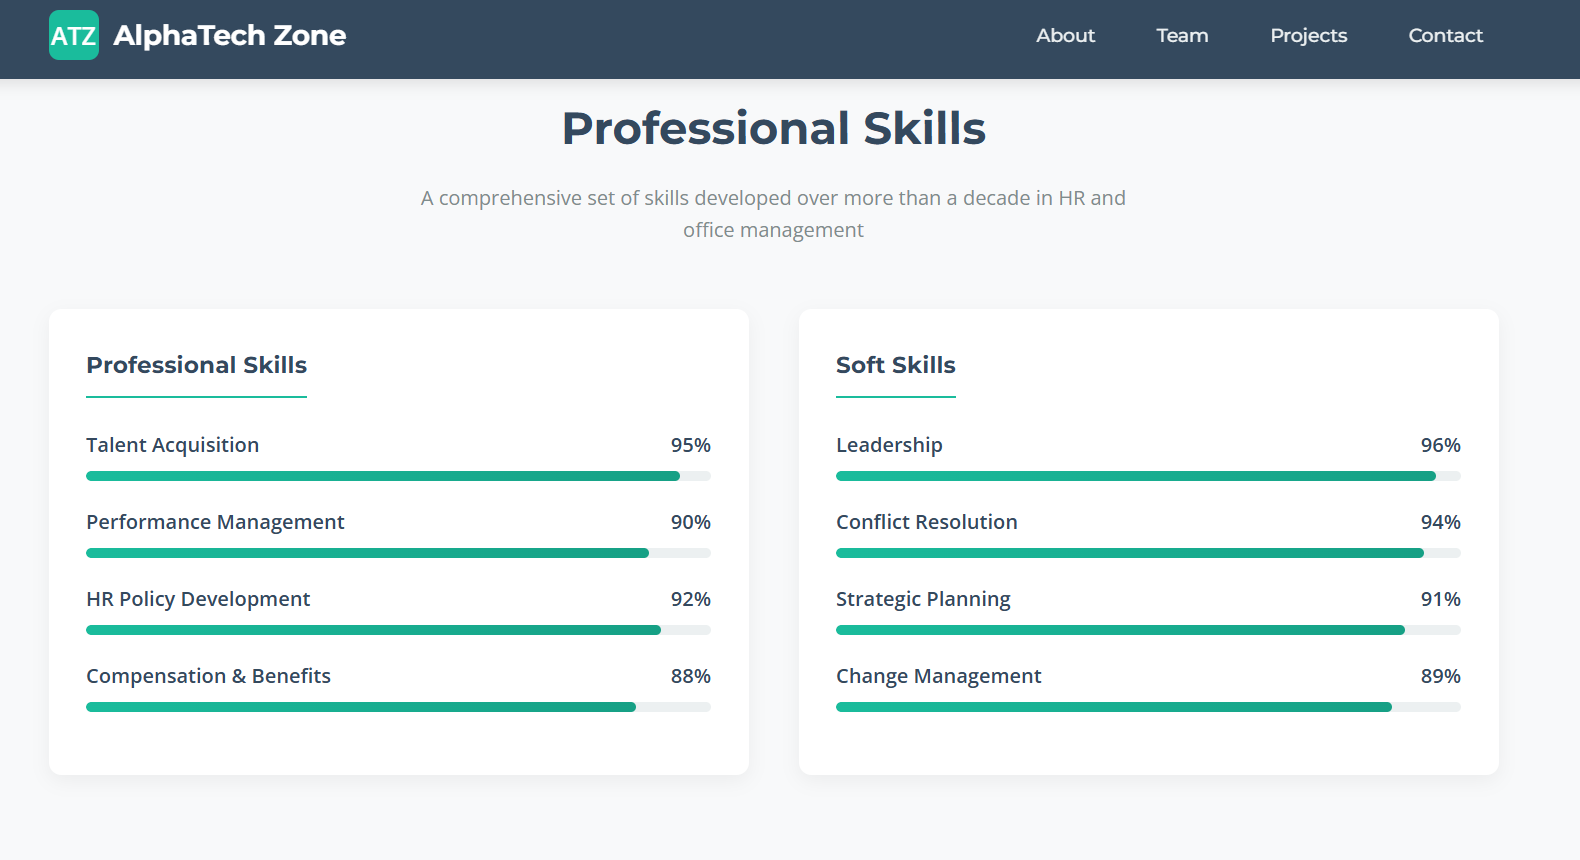 ATZ AlphaTech Zone
About Team Projects Contact
Professional Skills
A comprehensive set of skills developed over more than a decade in HR and
office management
Professional Skills
Talent Acquisition 95%
Performance Management 90%
HR Policy Development 92%
Compensation & Benefits 88%
Soft Skills
Leadership 96%
Conflict Resolution 94%
Strategic Planning 91%
Change Management 89%